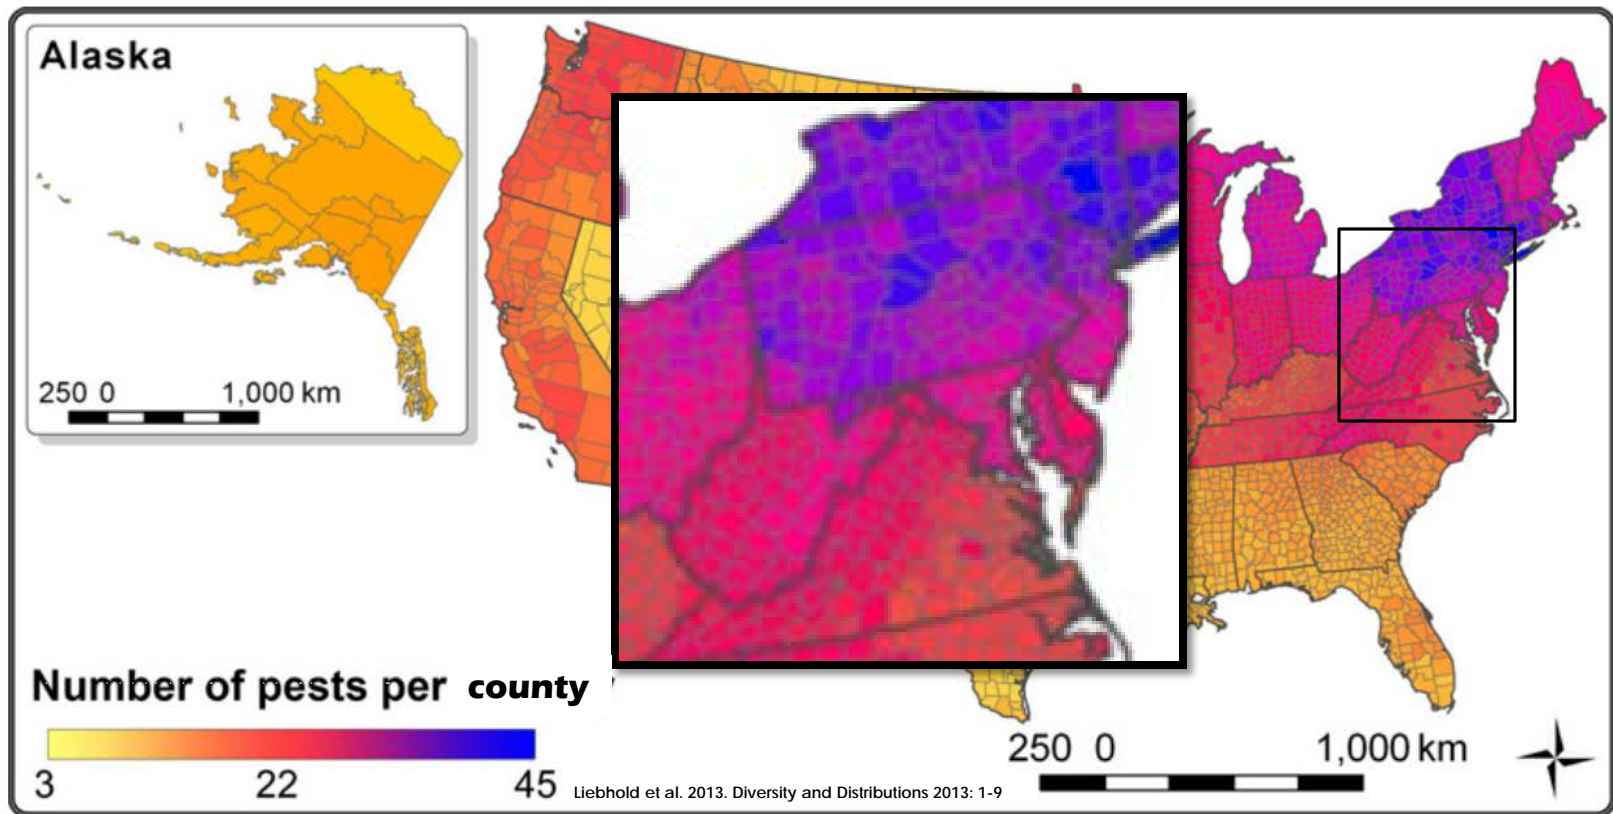 Alaska
250 0 1,000 km
Number of pests per county
3 22 45
Liebhold et al. 2013. Diversity and Distributions 2013: 1-9
250 0 1,000 km